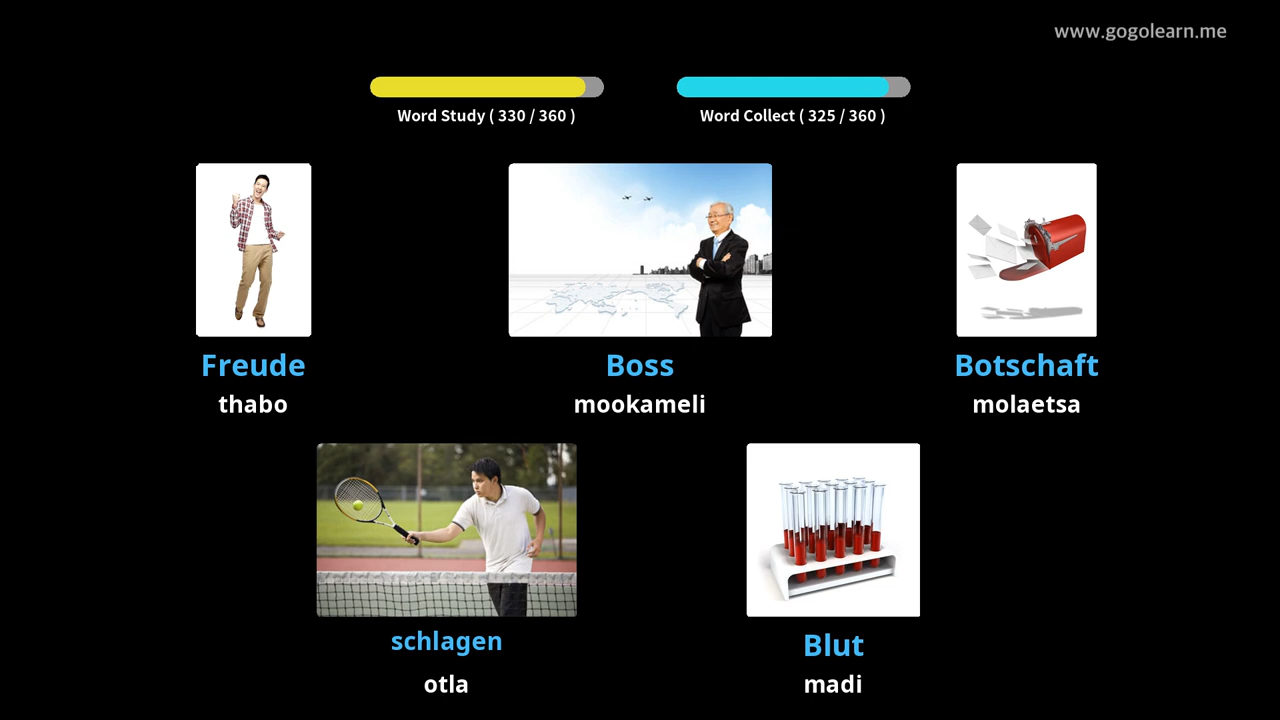 www.gogolearn.me
Word Study ( 330 / 360 )
Word Collect ( 325 / 360 )
Freude
thabo
Boss
mookameli
Botschaft
molaetsa
schlagen
otla
Blut
madi